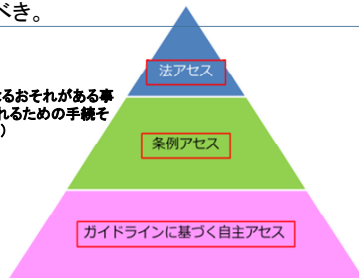 べき。
法アセス
なるおそれがある事
れるための手続そ
)
条例アセス
ガイドラインに基づく自主アセス